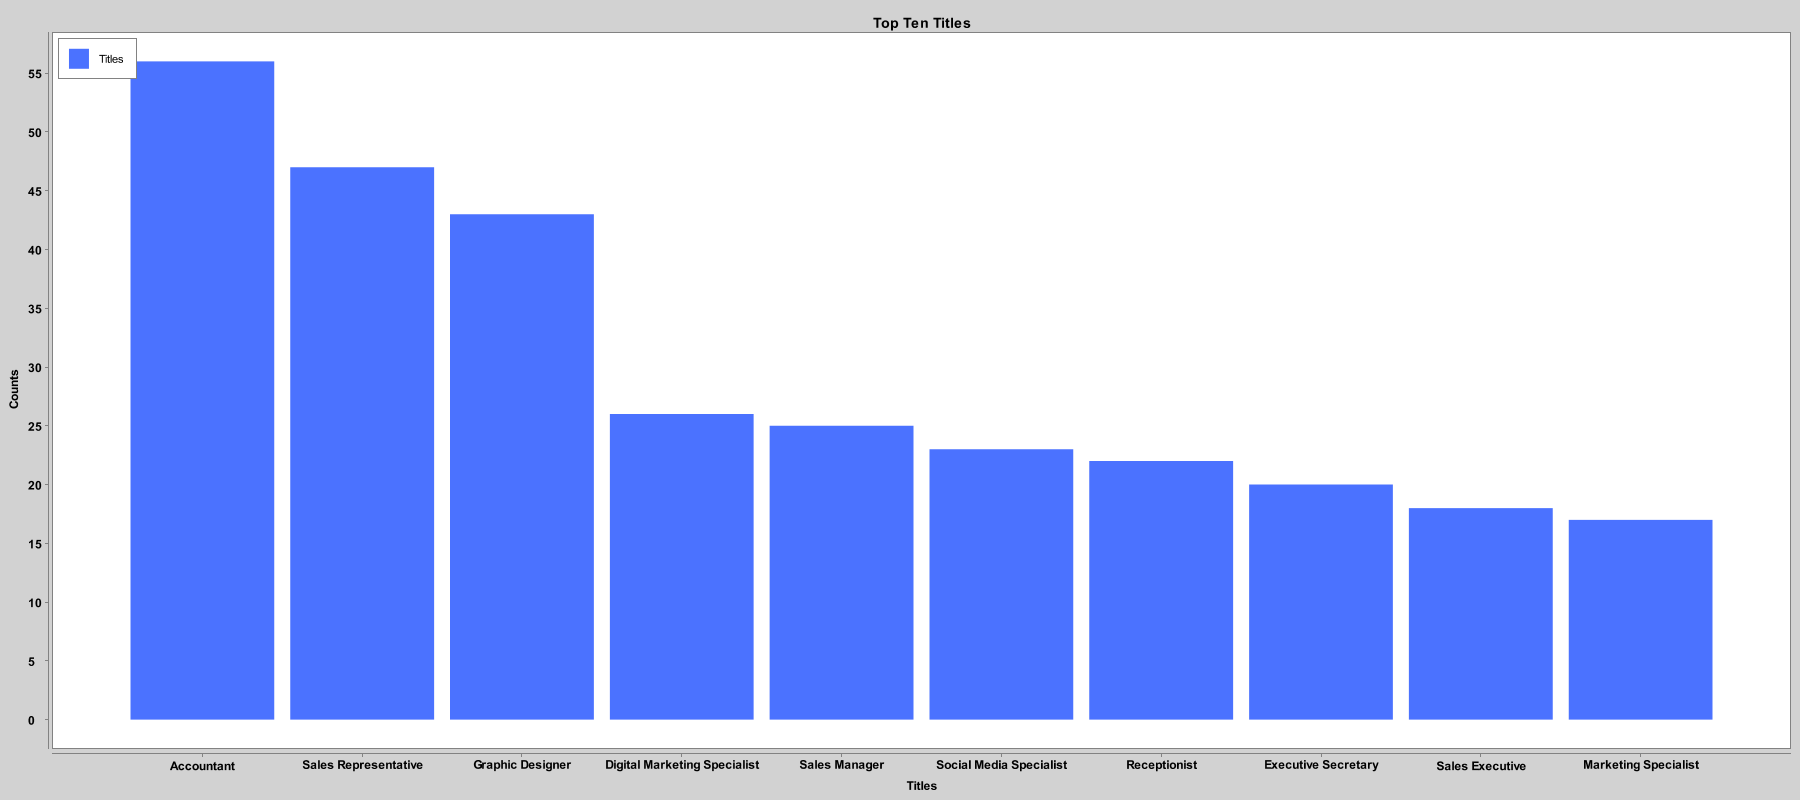 Top Ten Titles
Titles
55
50
45
40
35
30
25
20
15
10
5
0
Counts
Accountant
Sales Representative
Graphic Designer
Digital Marketing Specialist
Sales Manager
Social Media Specialist
Receptionist
Executive Secretary
Sales Executive
Marketing Specialist
Titles